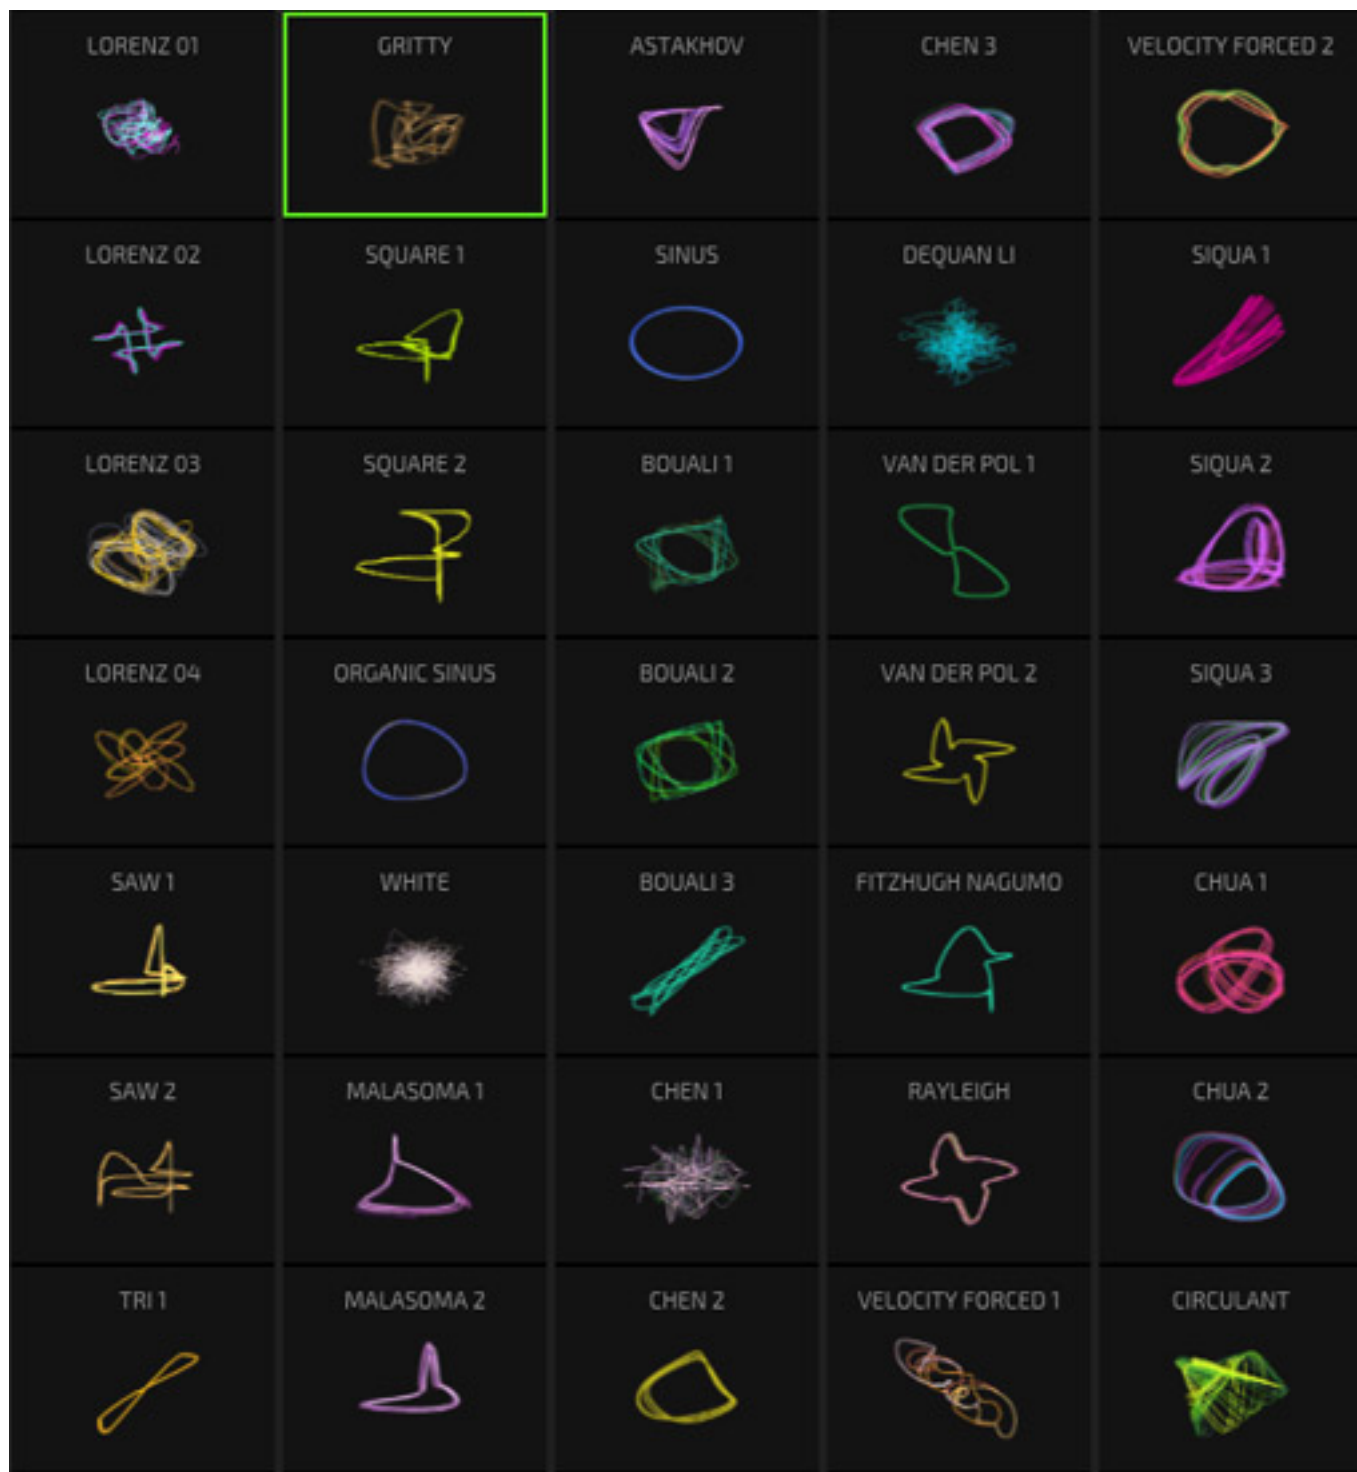 LORENZ 01
GRITTY
ASTAKHOV
CHEN 3
VELOCITY FORCED 2
LORENZ 02
SQUARE 1
SINUS
DEQUAN LI
SIQUA 1
LORENZ 03
SQUARE 2
BOUALI 1
VAN DER POL 1
SIQUA 2
LORENZ 04
ORGANIC SINUS
BOUALI 2
VAN DER POL 2
SIQUA 3
SAW 1
WHITE
BOUALI 3
FITZHUGH NAGUMO
CHUA 1
SAW 2
MALASOMA 1
CHEN 1
RAYLEIGH
CHUA 2
TRI 1
MALASOMA 2
CHEN 2
VELOCITY FORCED 1
CIRCULANT